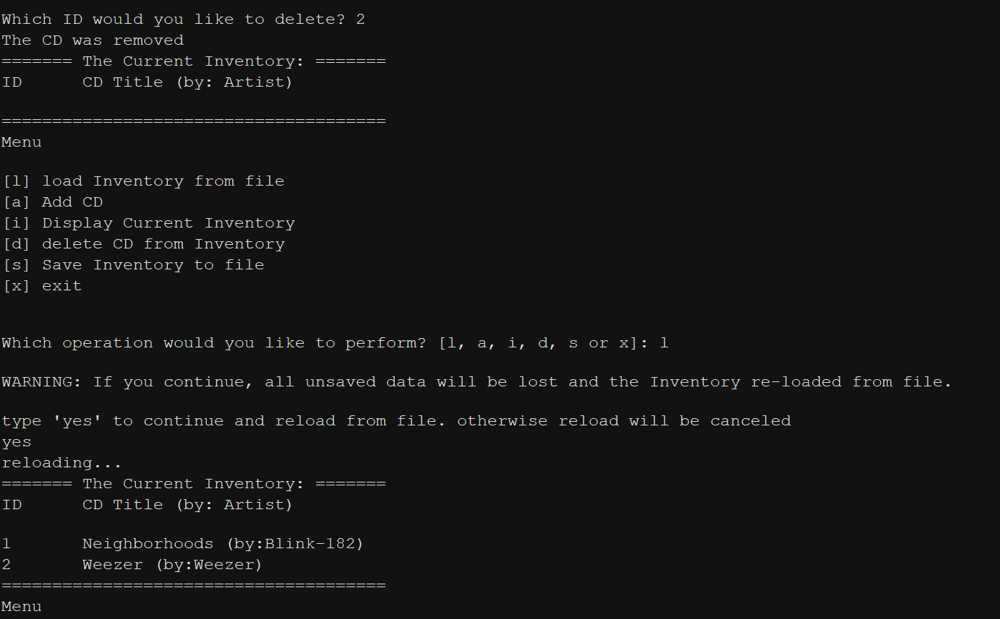 Which ID would you like to delete? 2
The CD was removed
======= The Current Inventory: =======
ID      CD Title (by: Artist)

======================================
Menu

[l] load Inventory from file
[a] Add CD
[i] Display Current Inventory
[d] delete CD from Inventory
[s] Save Inventory to file
[x] exit


Which operation would you like to perform? [l, a, i, d, s or x]: l

WARNING: If you continue, all unsaved data will be lost and the Inventory re-loaded from file.

type 'yes' to continue and reload from file. otherwise reload will be canceled
yes
reloading...
======= The Current Inventory: =======
ID      CD Title (by: Artist)

1       Neighborhoods (by:Blink-182)
2       Weezer (by:Weezer)
======================================
Menu